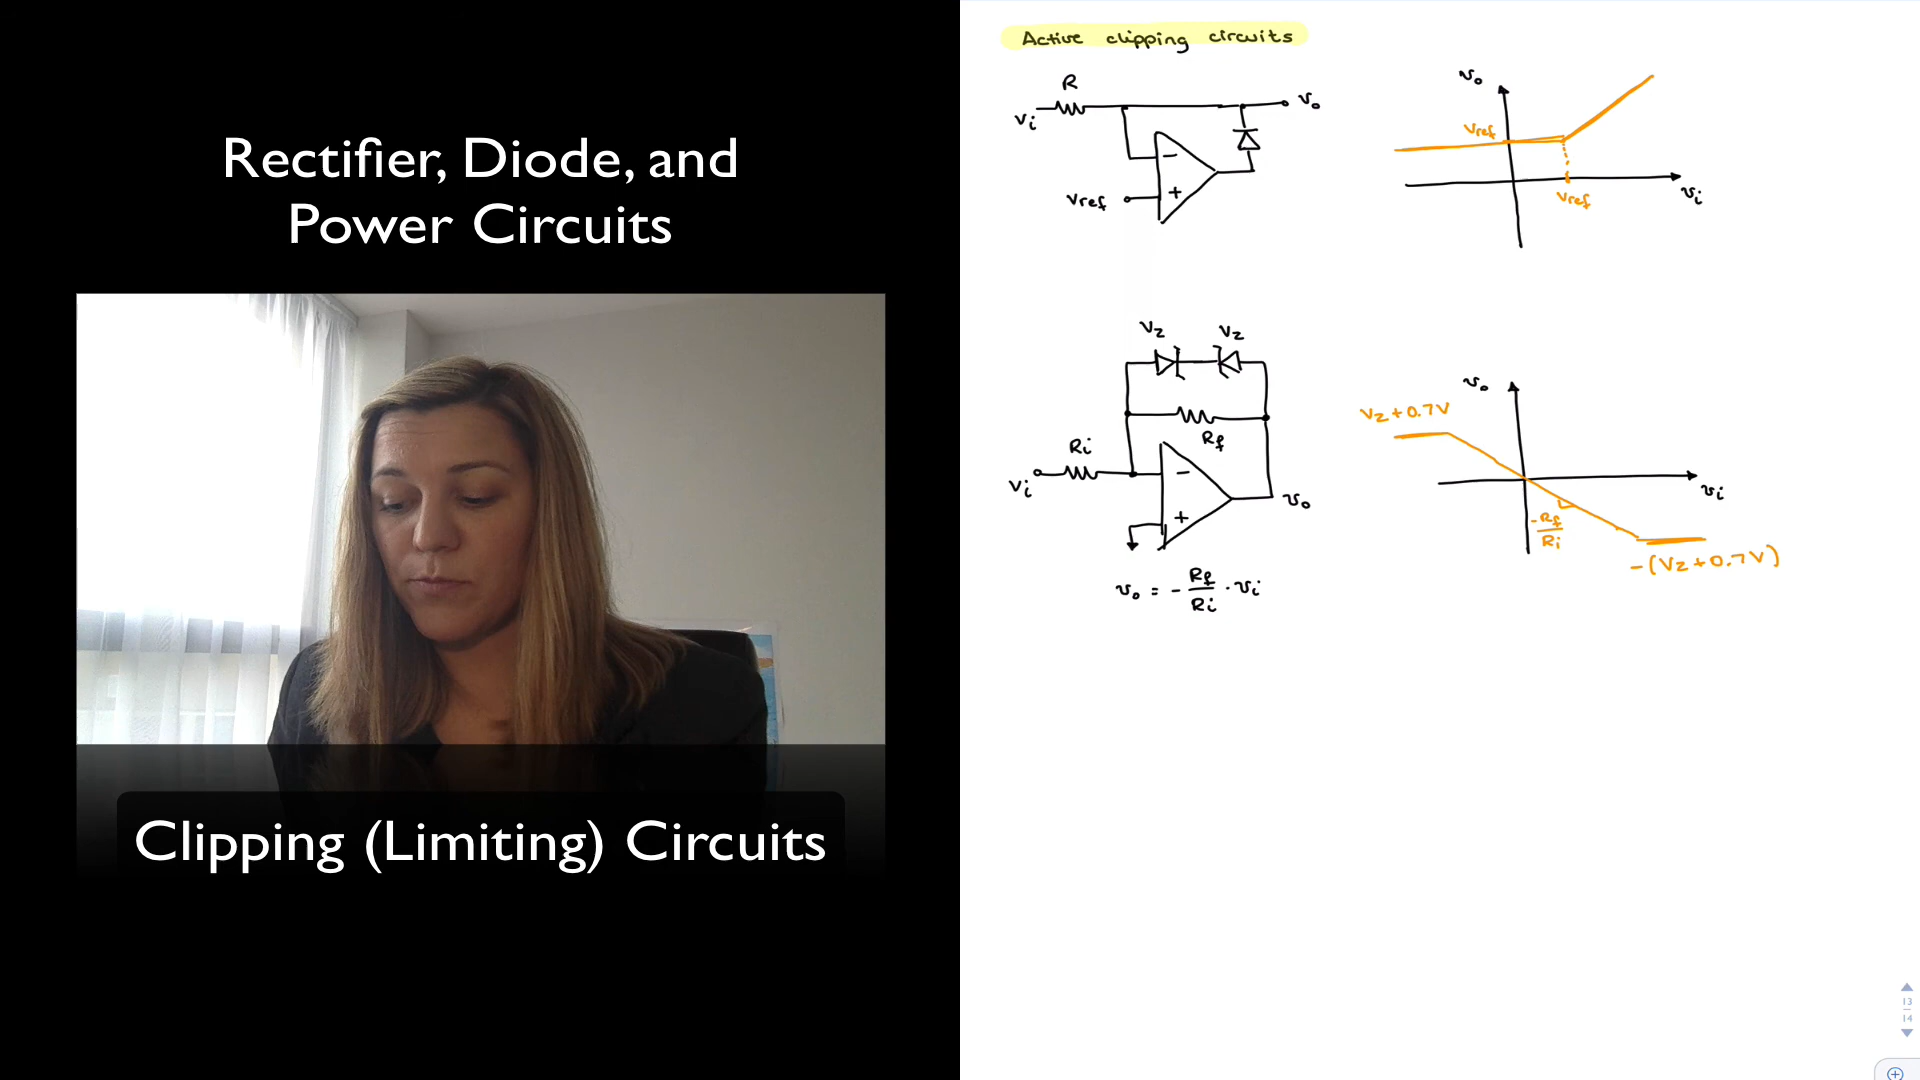 Rectifier, Diode, and
Power Circuits
Clipping (Limiting) Circuits
Active clipping circuits
R
vi
vo
−
+
Vref
vo
Vref
Vref
vi
Vz Vz
Rf
Ri
vi
−
+
vo
vo = - Rf/Ri · vi
vo
Vz + 0.7V
vi
-Rf/Ri
-(Vz + 0.7V)
13
14